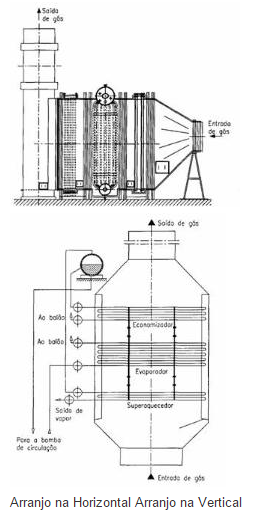 Saída
de gás
Entrada
de gás
Saída de gás
Ao balão
Economizador
Ao balão
Evaporador
Superaquecedor
Saída de
vapor
Para a bomba
de circulação
Entrada de gás
Arranjo na Horizontal Arranjo na Vertical